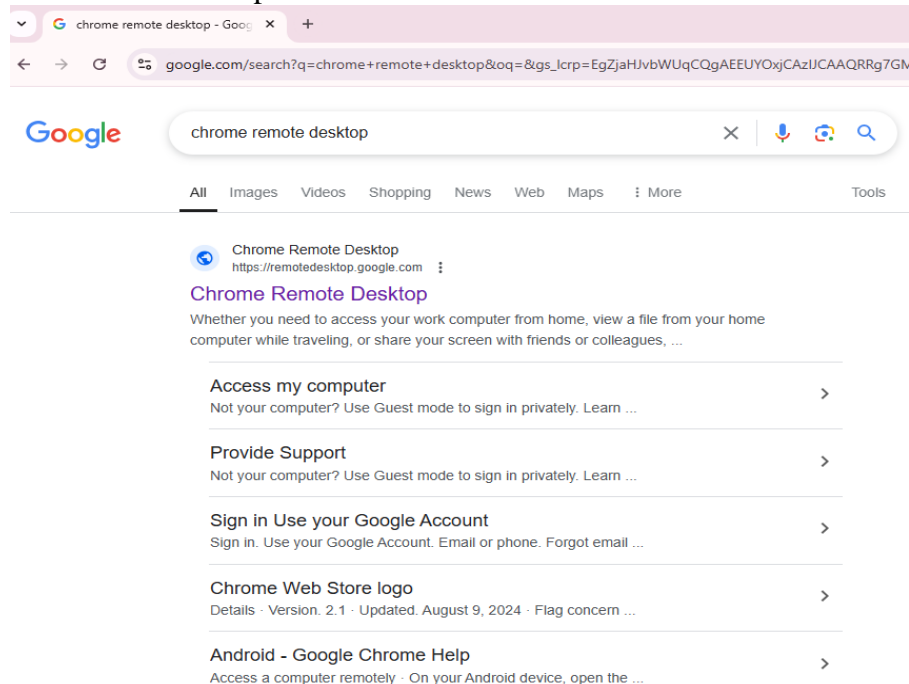 chrome remote desktop - Goog
google.com/search?q=chrome+remote+desktop&oq=&gs_lcrp=EgZjaHJvbWUqCQgAEEUYOxjCAzIJCAAQRRg7GM
Google
chrome remote desktop
All Images Videos Shopping News Web Maps More Tools
Chrome Remote Desktop
https://remotedesktop.google.com
Chrome Remote Desktop
Whether you need to access your work computer from home, view a file from your home
computer while traveling, or share your screen with friends or colleagues, ...
Access my computer
Not your computer? Use Guest mode to sign in privately. Learn ...
Provide Support
Not your computer? Use Guest mode to sign in privately. Learn ...
Sign in Use your Google Account
Sign in. Use your Google Account. Email or phone. Forgot email ...
Chrome Web Store logo
Details · Version. 2.1 · Updated. August 9, 2024 · Flag concern ...
Android - Google Chrome Help
Access a computer remotely · On your Android device, open the ...